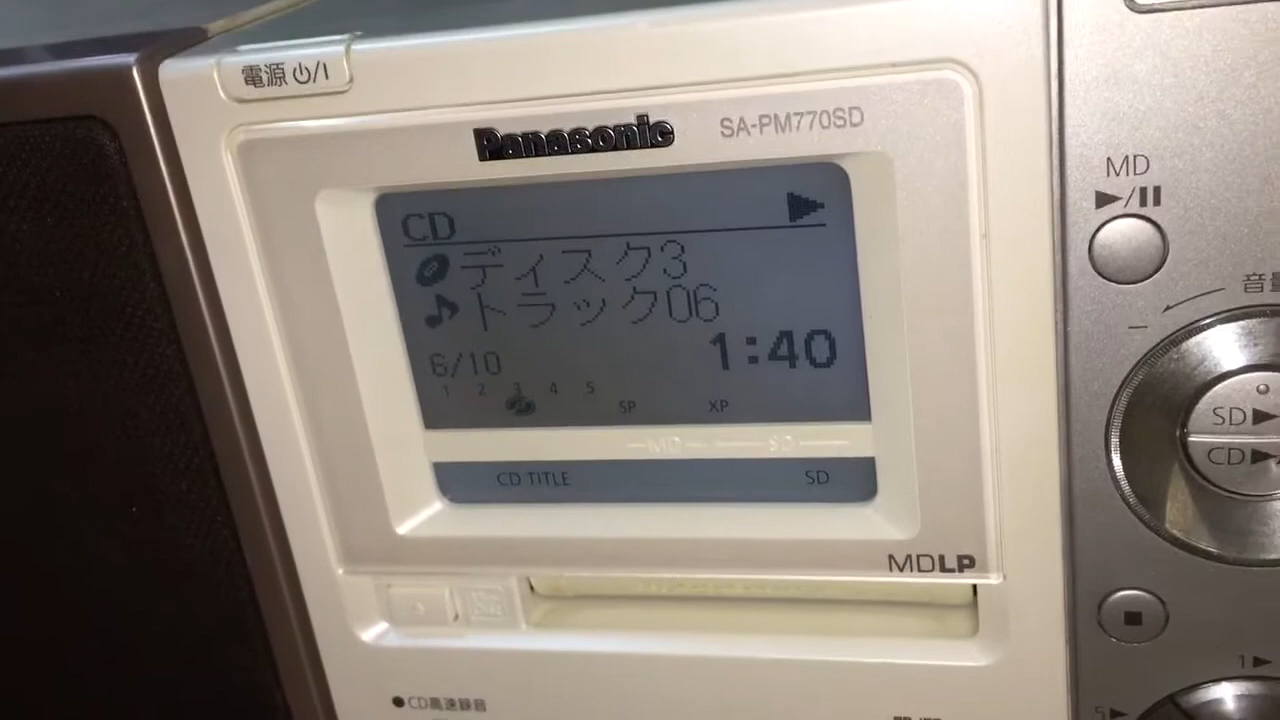 電源 ⏻/I
Panasonic
SA-PM770SD
CD
ディスク3
トラック06
6/10
1:40
1 2 3 4 5
SP XP
MD SD
CD TITLE SD
MDLP
●CD高速録音
MD
▶/❚❚
音量
−
SD▶
CD▶
■
1▶
5▶